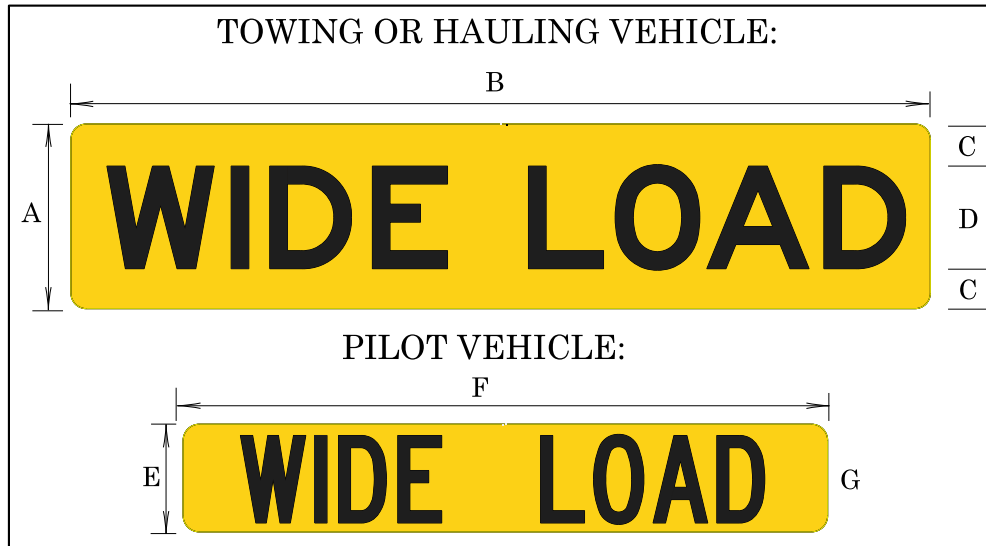 TOWING OR HAULING VEHICLE:
B
WIDE LOAD
A
C
D
C
PILOT VEHICLE:
F
WIDE LOAD
E
G